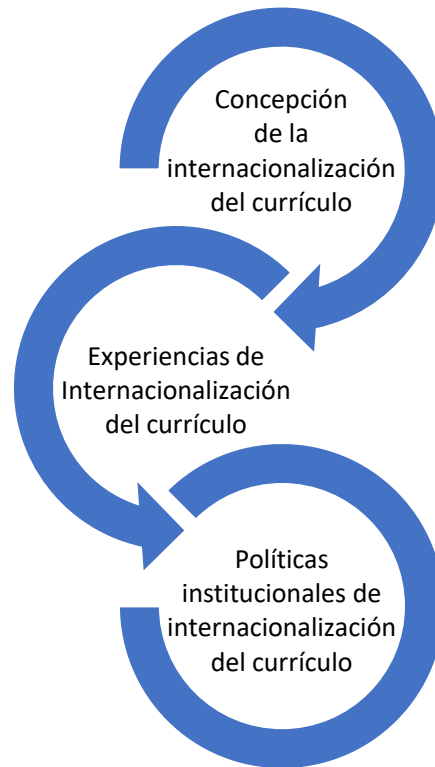 Concepción
de la
internacionalización
del currículo
Experiencias de
Internacionalización
del currículo
Políticas
institucionales de
internacionalización
del currículo